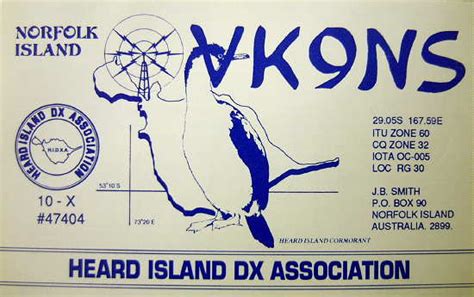 NORFOLK
ISLAND
VK9NS
HEARD ISLAND DX ASSOCIATION
H.I.D.X.A.
10 - X
#47404
53°10'S
73°20'E
29.05S 167.59E
ITU ZONE 60
CQ ZONE 32
IOTA OC-005
LOC RG 30
J.B. SMITH
P.O. BOX 90
NORFOLK ISLAND
AUSTRALIA. 2899.
HEARD ISLAND CORMORANT
HEARD ISLAND DX ASSOCIATION